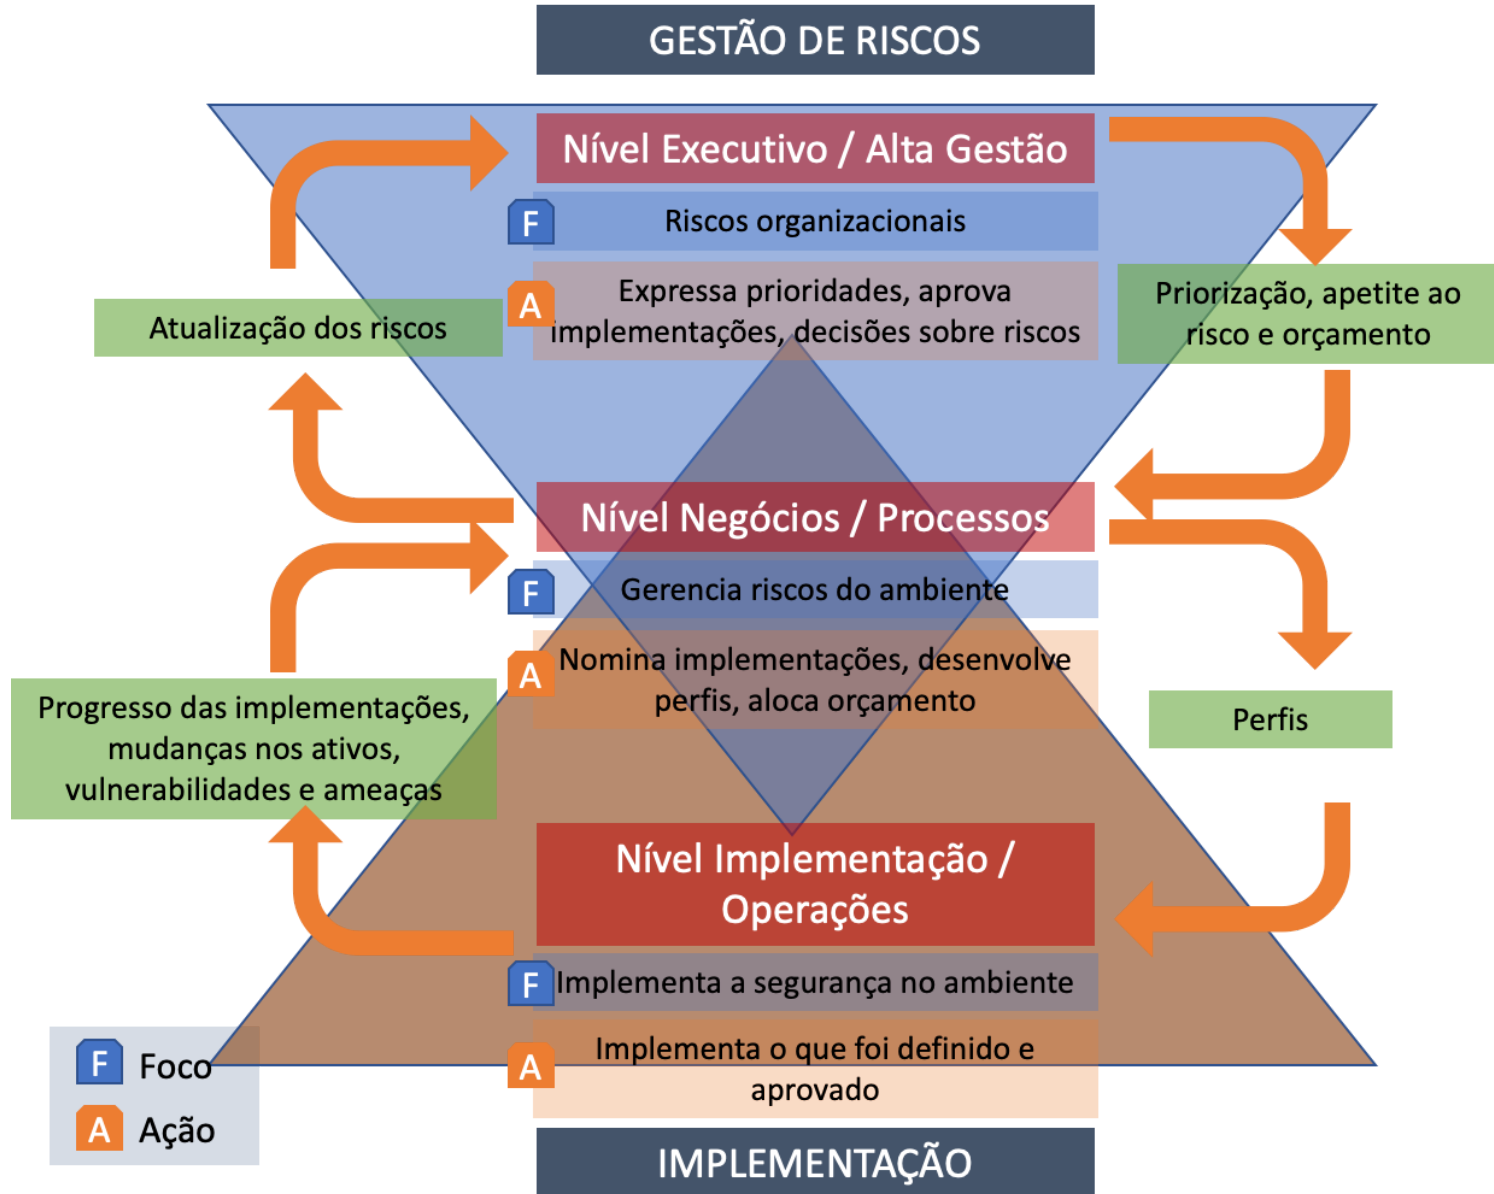 GESTÃO DE RISCOS
Nível Executivo / Alta Gestão
F
Riscos organizacionais
A
Expressa prioridades, aprova
implementações, decisões sobre riscos
Atualização dos riscos
Priorização, apetite ao
risco e orçamento
Nível Negócios / Processos
F
Gerencia riscos do ambiente
A
Nomina implementações, desenvolve
perfis, aloca orçamento
Progresso das implementações,
mudanças nos ativos,
vulnerabilidades e ameaças
Perfis
Nível Implementação /
Operações
F
Implementa a segurança no ambiente
A
Implementa o que foi definido e
aprovado
F Foco
A Ação
IMPLEMENTAÇÃO